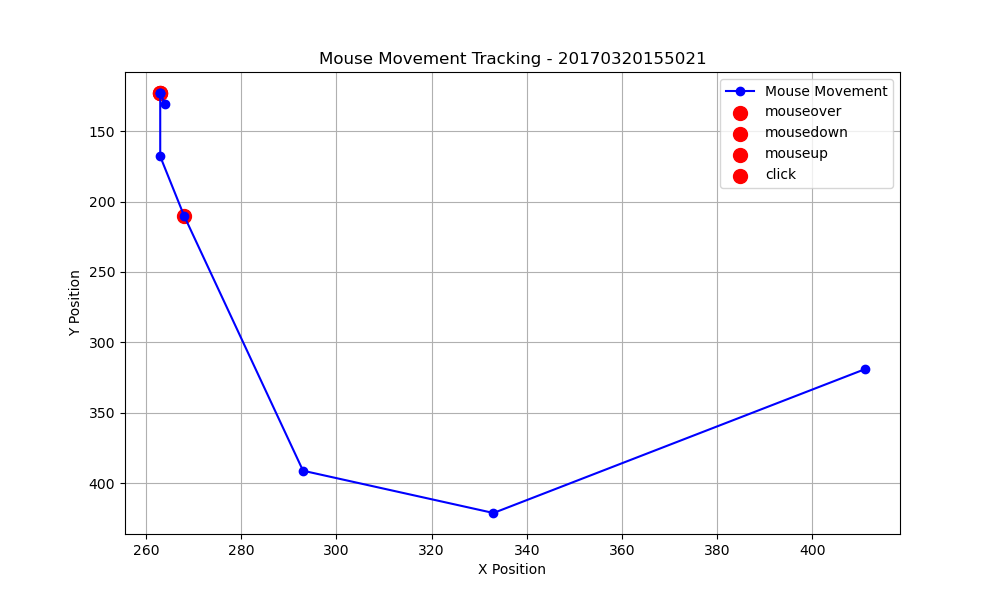 Mouse Movement Tracking - 20170320155021
Mouse Movement
mouseover
mousedown
mouseup
click
Y Position
150
200
250
300
350
400
260 280 300 320 340 360 380 400
X Position